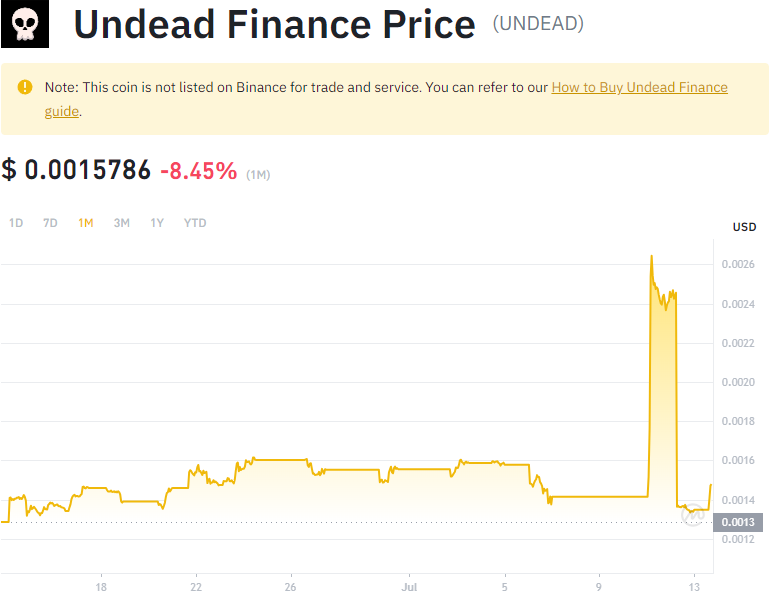 Undead Finance Price (UNDEAD)
Note: This coin is not listed on Binance for trade and service. You can refer to our How to Buy Undead Finance
guide.
$ 0.0015786 -8.45% (1M)
1D 7D 1M 3M 1Y YTD
USD
0.0026
0.0024
0.0022
0.0020
0.0018
0.0016
0.0014
0.0013
0.0012
18 22 26 Jul 5 9 13